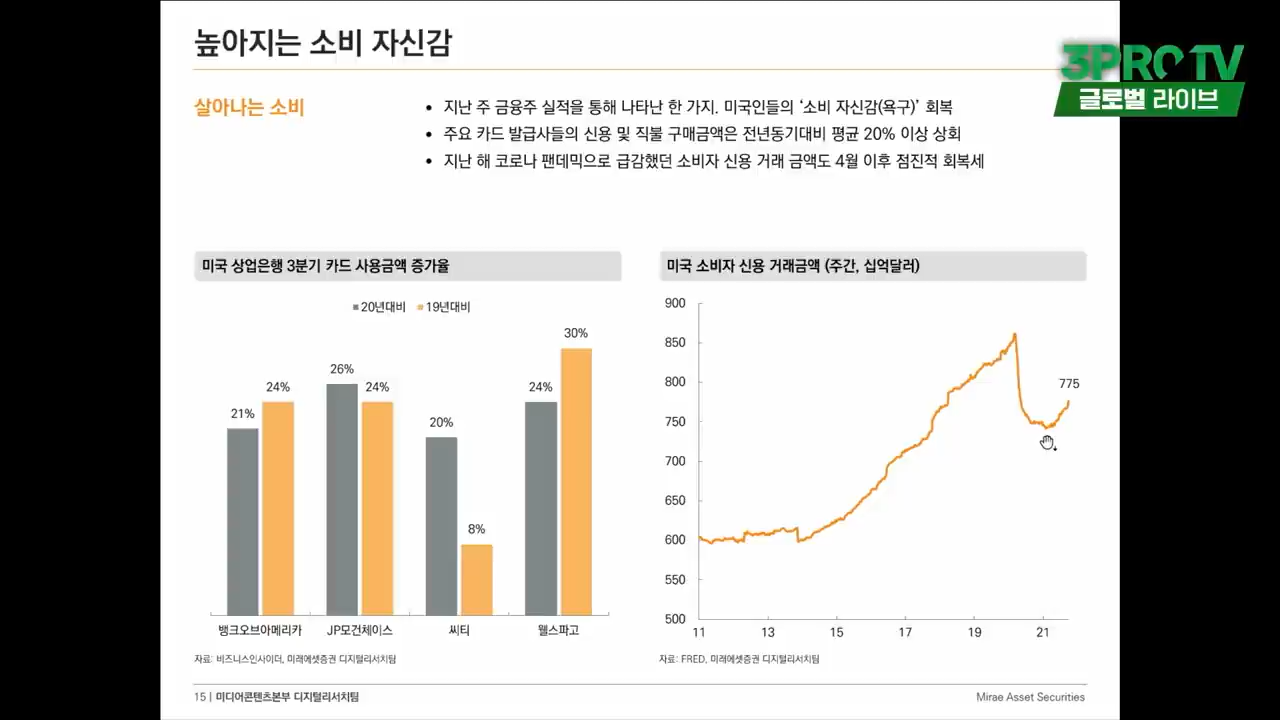 높아지는 소비 자신감
3PRO TV
글로벌 라이브
살아나는 소비
• 지난 주 금융주 실적을 통해 나타난 한 가지. 미국인들의 '소비 자신감(욕구)' 회복
• 주요 카드 발급사들의 신용 및 직불 구매금액은 전년동기대비 평균 20% 이상 상회
• 지난 해 코로나 팬데믹으로 급감했던 소비자 신용 거래 금액도 4월 이후 점진적 회복세
미국 상업은행 3분기 카드 사용금액 증가율
20년대비 19년대비
21% 24% 26% 24% 20% 8% 24% 30%
뱅크오브아메리카 JP모건체이스 씨티 웰스파고
자료: 비즈니스인사이더, 미래에셋증권 디지털리서치팀
미국 소비자 신용 거래금액 (주간, 십억달러)
900
850
800
750
700
650
600
550
500
775
11 13 15 17 19 21
자료: FRED, 미래에셋증권 디지털리서치팀
15 | 미디어콘텐츠본부 디지털리서치팀
Mirae Asset Securities